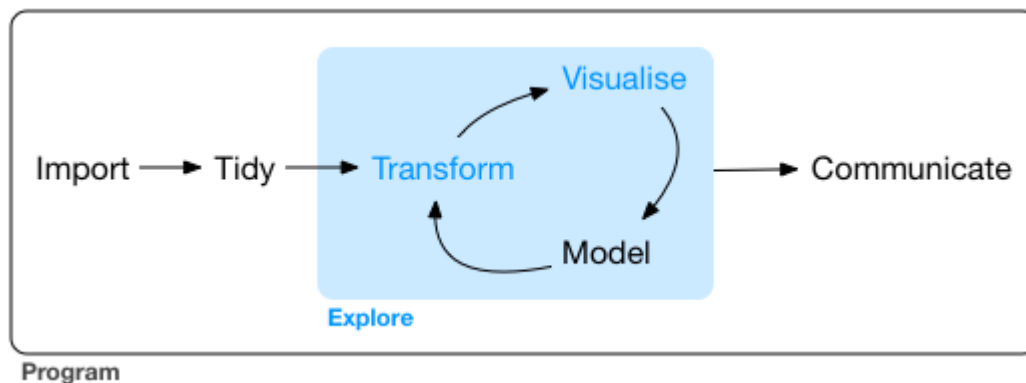 Visualise
Import
Tidy
Transform
Communicate
Model
Explore
Program